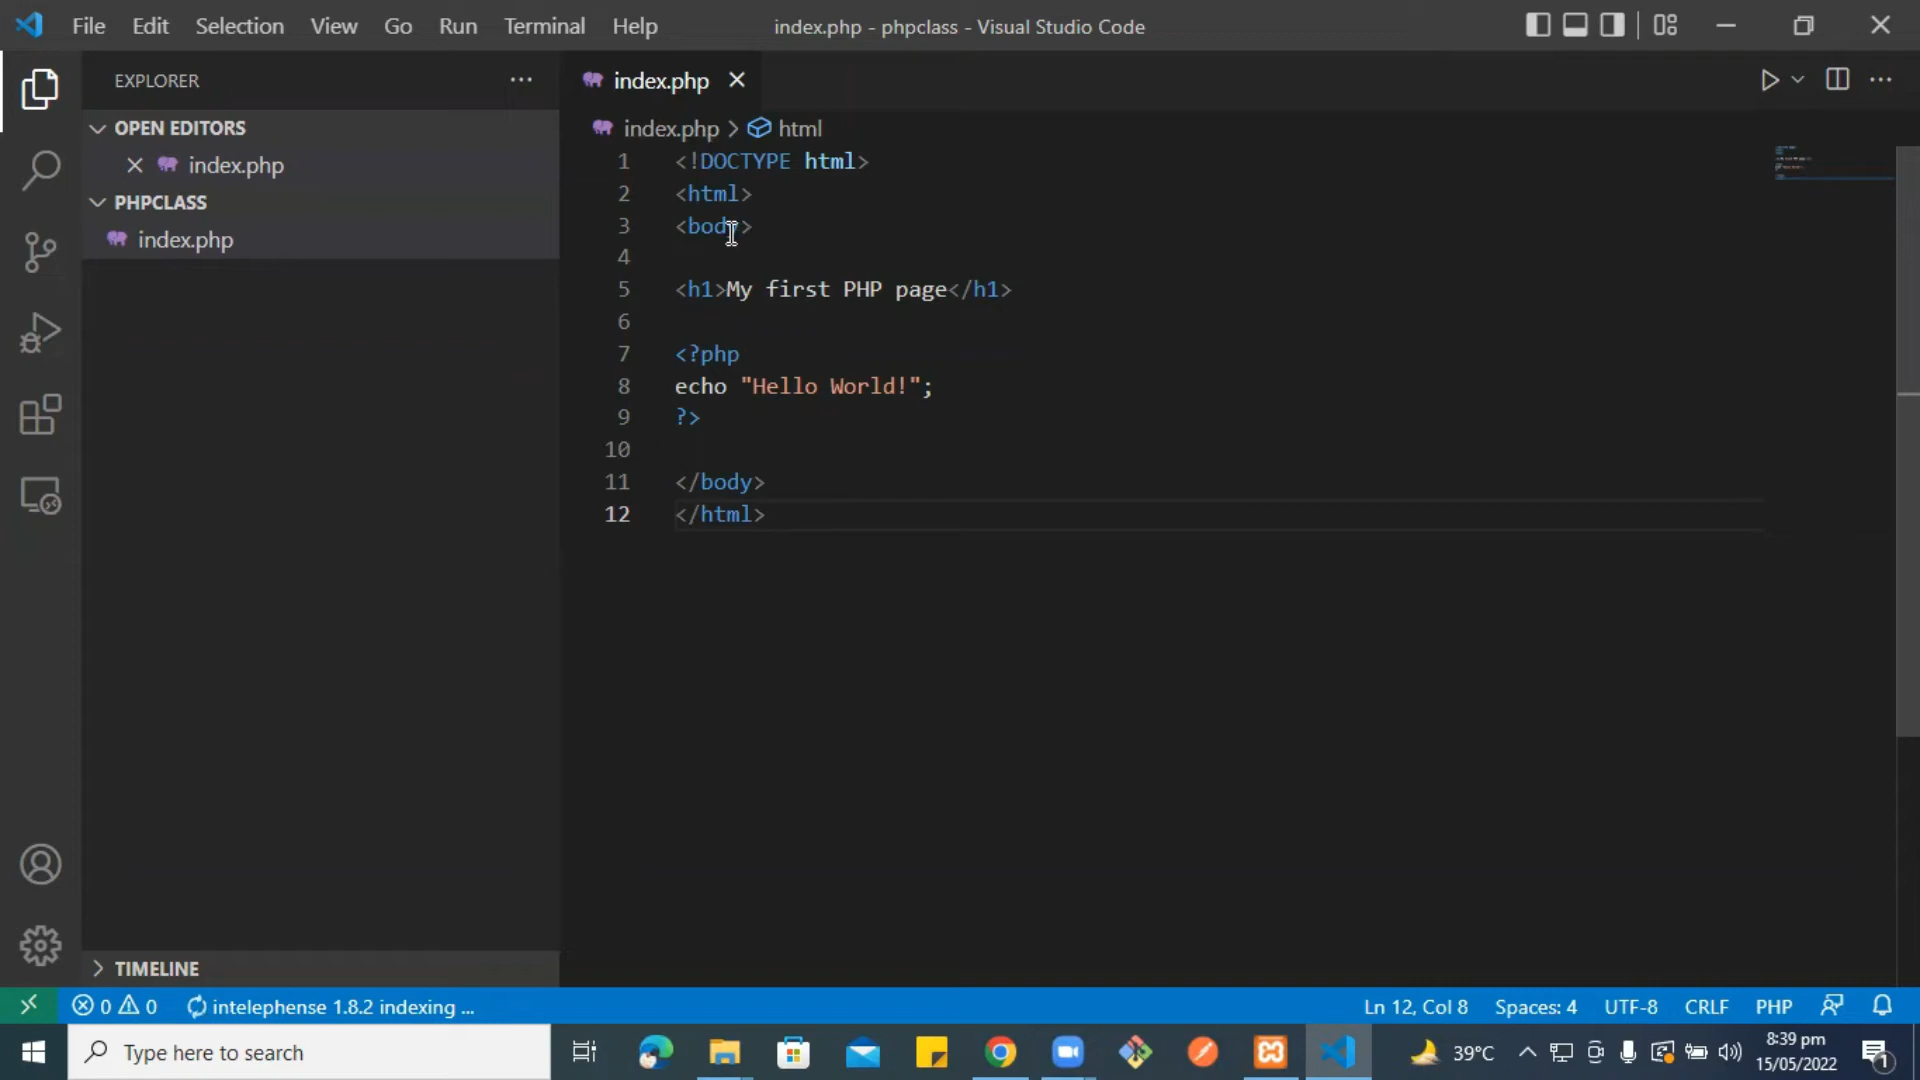 File Edit Selection View Go Run Terminal Help index.php - phpclass - Visual Studio Code
EXPLORER
OPEN EDITORS
index.php
PHPCLASS
index.php
TIMELINE
index.php
index.php > html
1 <!DOCTYPE html>
2 <html>
3 <body>
4
5 <h1>My first PHP page</h1>
6
7 <?php
8 echo "Hello World!";
9 ?>
10
11 </body>
12 </html>
0 0 intelephense 1.8.2 indexing ... Ln 12, Col 8 Spaces: 4 UTF-8 CRLF PHP
Type here to search
39°C
8:39 pm
15/05/2022
1